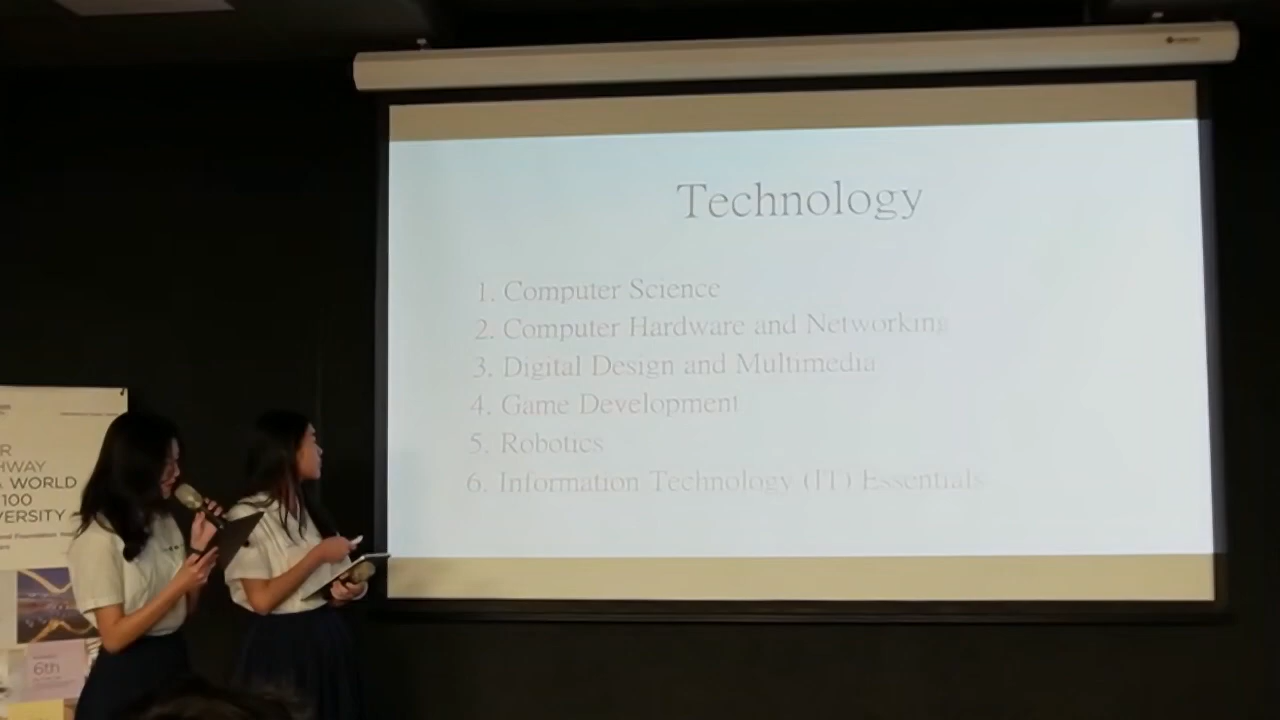 Technology
1. Computer Science
2. Computer Hardware and Networking
3. Digital Design and Multimedia
4. Game Development
5. Robotics
6. Information Technology (IT) Essentials
HWAY
WORLD
100
VERSITY
6th